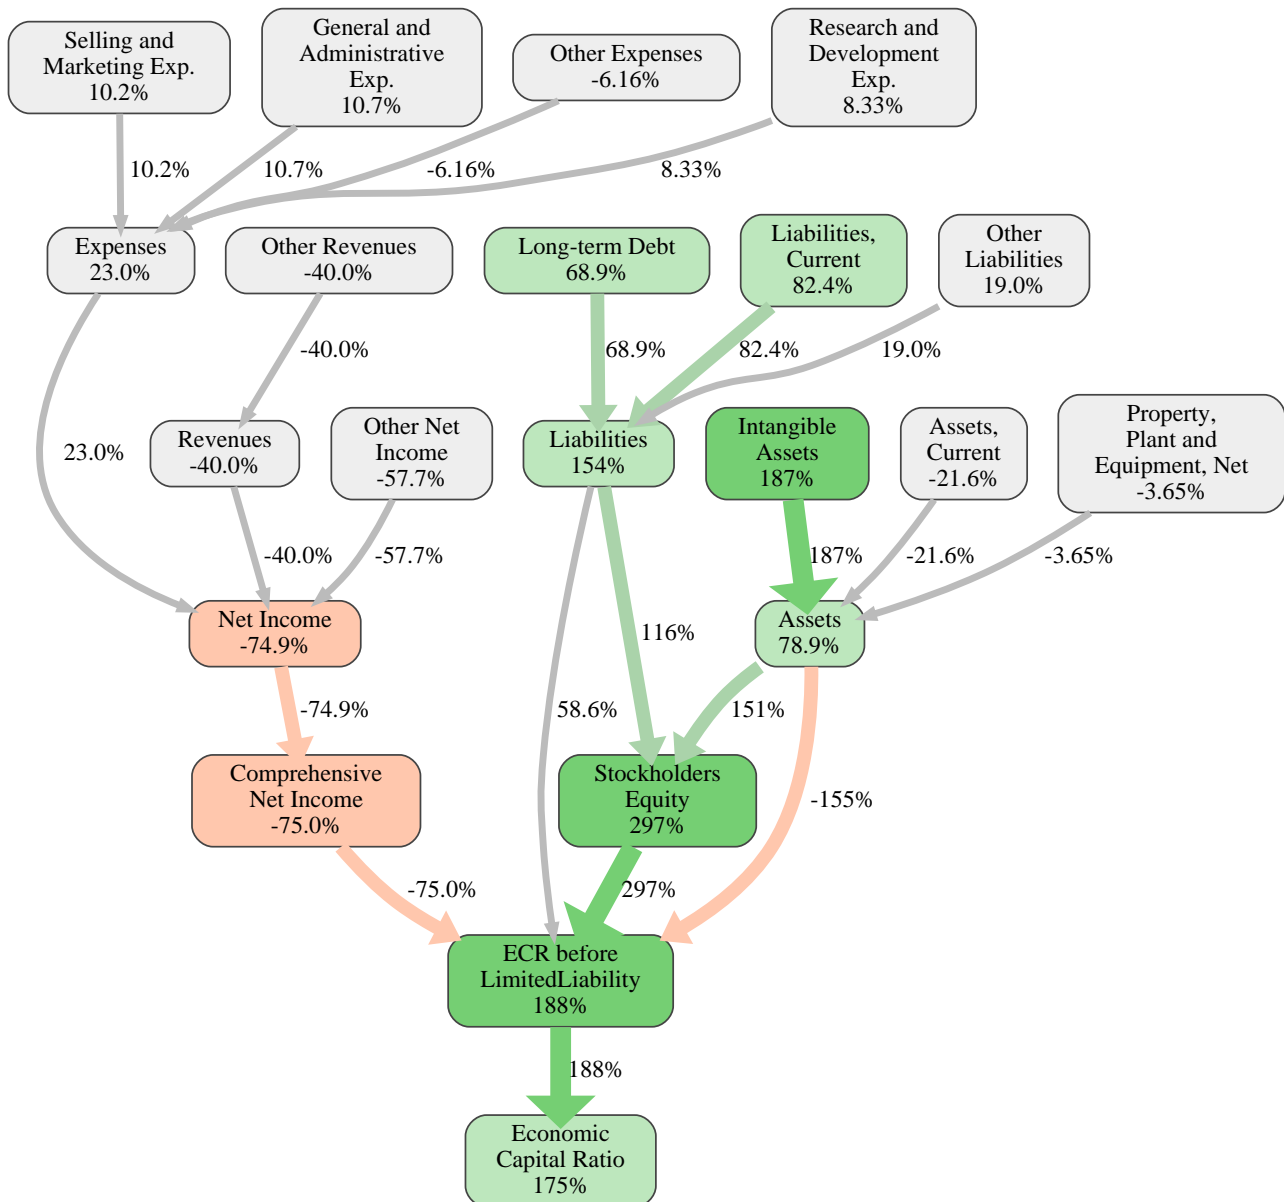 Selling and
Marketing Exp.
10.2%
General and
Administrative
Exp.
10.7%
Other Expenses
-6.16%
Research and
Development
Exp.
8.33%
10.2%
10.7%
-6.16%
8.33%
Expenses
23.0%
Other Revenues
-40.0%
Long-term Debt
68.9%
Liabilities,
Current
82.4%
Other
Liabilities
19.0%
-40.0%
68.9%
82.4%
19.0%
23.0%
Revenues
-40.0%
Other Net
Income
-57.7%
Liabilities
154%
Intangible
Assets
187%
Assets,
Current
-21.6%
Property,
Plant and
Equipment, Net
-3.65%
-40.0%
-57.7%
187%
-21.6%
-3.65%
Net Income
-74.9%
116%
Assets
78.9%
-74.9%
58.6%
151%
Comprehensive
Net Income
-75.0%
Stockholders
Equity
297%
-155%
-75.0%
297%
ECR before
LimitedLiability
188%
188%
Economic
Capital Ratio
175%